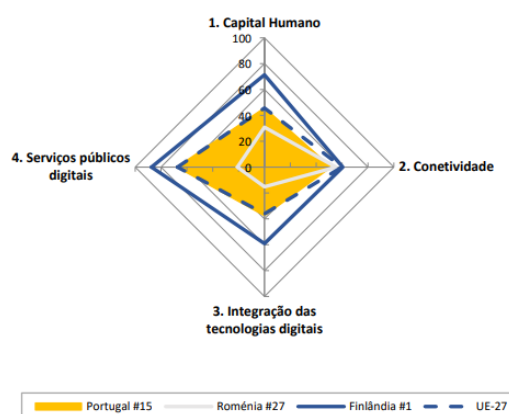 1. Capital Humano
100
80
60
40
20
0
4. Serviços públicos
digitais
2. Conetividade
3. Integração das
tecnologias digitais
Portugal #15 Roménia #27 Finlândia #1 UE-27